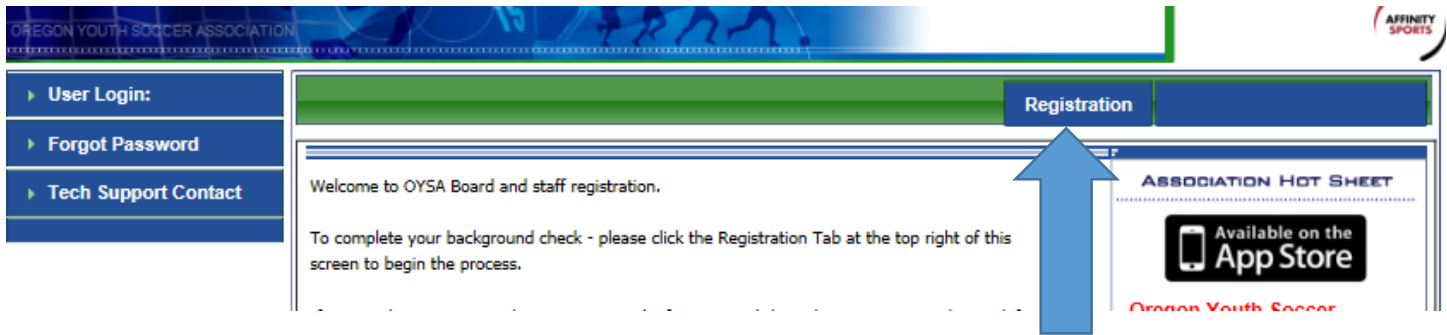 OREGON YOUTH SOCCER ASSOCIATION
AFFINITY
SPORTS
User Login:
Registration
Forgot Password
Tech Support Contact
Welcome to OYSA Board and staff registration.
To complete your background check - please click the Registration Tab at the top right of this
screen to begin the process.
ASSOCIATION HOT SHEET
Available on the
App Store
Oregon Youth Soccer